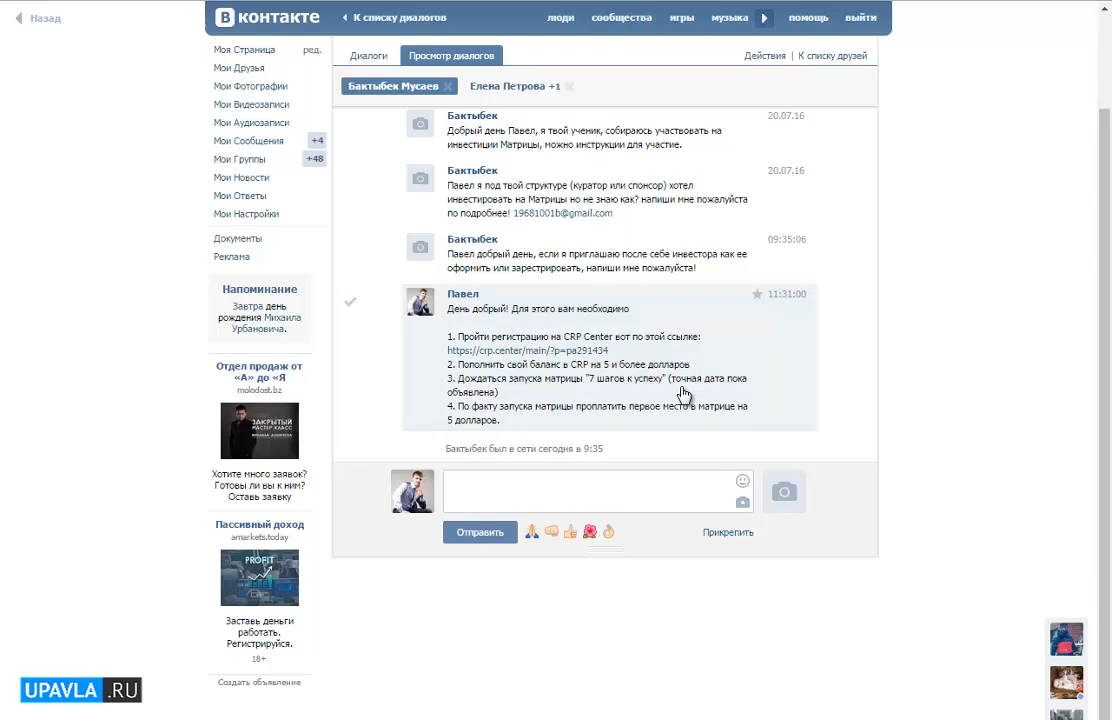 Назад
В контакте
К списку диалогов
люди сообщества игры музыка помощь выйти
Моя Страница ред.
Мои Друзья
Мои Фотографии
Мои Видеозаписи
Мои Аудиозаписи
Мои Сообщения +4
Мои Группы +48
Мои Новости
Мои Ответы
Мои Настройки
Документы
Реклама
Напоминание
Завтра день
рождения Михаила
Урбановича.
Отдел продаж от
«А» до «Я
molodost.bz
ЗАКРЫТЫЙ
МАСТЕР КЛАСС
Хотите много заявок?
Готовы ли вы к ним?
Оставь заявку
Пассивный доход
amarkets.today
PROFIT
Заставь деньги
работать.
Регистрируйся.
18+
Создать объявление
Диалоги Просмотр диалогов Действия | К списку друзей
Бактыбек Мусаев Елена Петрова +1
Бактыбек 20.07.16
Добрый день Павел, я твой ученик, собираюсь участвовать на
инвестиции Матрицы, можно инструкции для участие.
Бактыбек 20.07.16
Павел я под твой структуре (куратор или спонсор) хотел
инвестировать на Матрицы но не знаю как? напиши мне пожалуйста
по подробнее! 19681001b@gmail.com
Бактыбек 09:35:06
Павел добрый день, если я приглашаю после себе инвестора как ее
оформить или зарестрировать, напиши мне пожалуйста!
Павел 11:31:00
День добрый! Для этого вам необходимо
1. Пройти регистрацию на CRP Center вот по этой ссылке:
https://crp.center/main/?p=pa291434
2. Пополнить свой баланс в CRP на 5 и более долларов
3. Дождаться запуска матрицы "7 шагов к успеху" (точная дата пока
объявлена)
4. По факту запуска матрицы проплатить первое место в матрице на
5 долларов.
Бактыбек был в сети сегодня в 9:35
Отправить Прикрепить
UPAVLA.RU